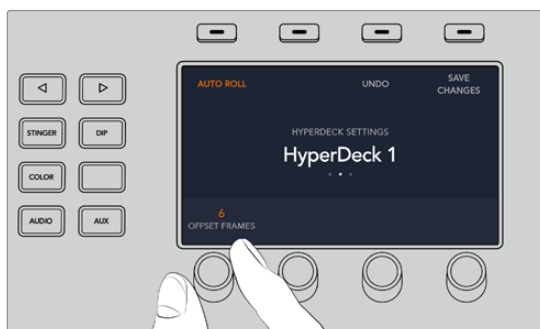 AUTO ROLL
UNDO
SAVE
CHANGES
STINGER
DIP
HYPERDECK SETTINGS
HyperDeck 1
COLOR
AUDIO
AUX
6
OFFSET FRAMES